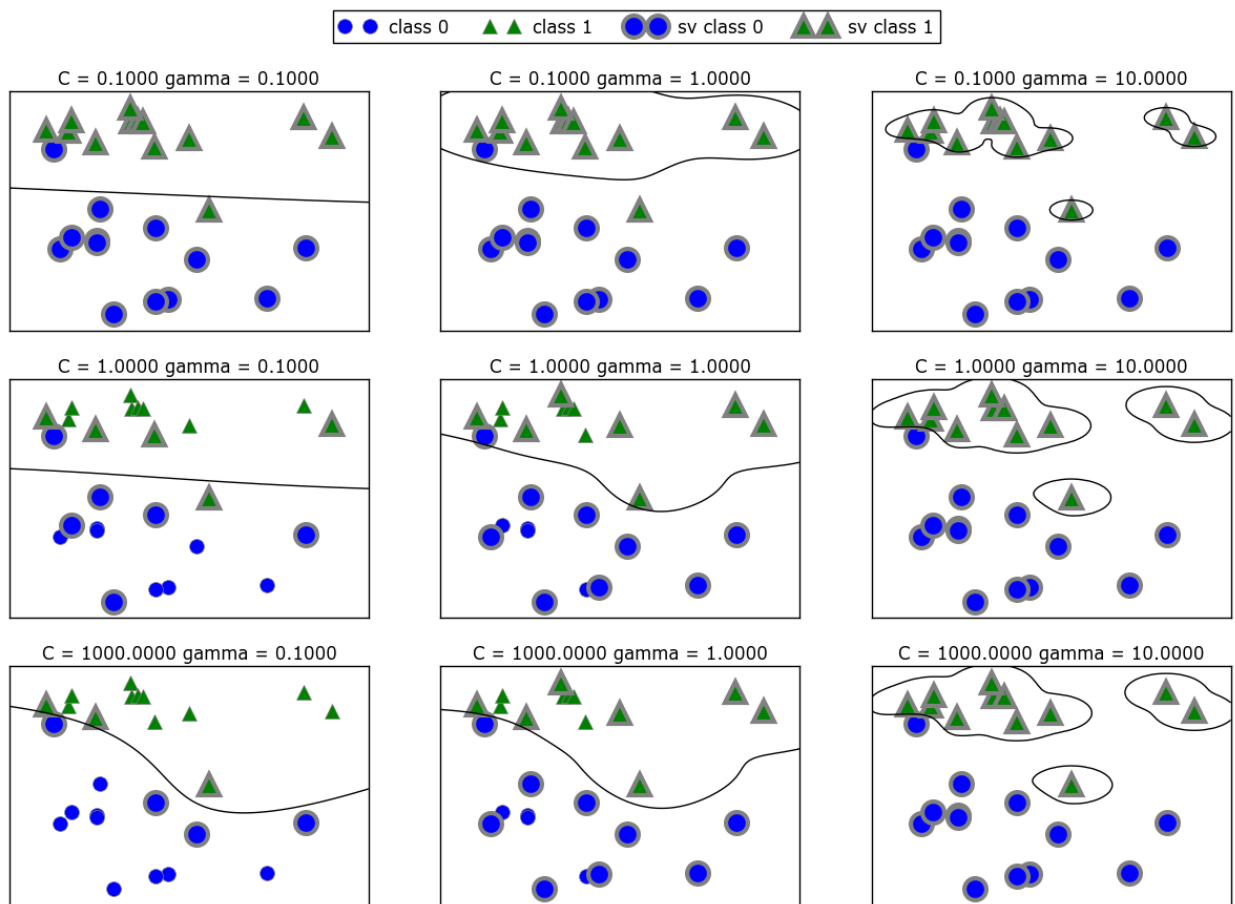 class 0 class 1 sv class 0 sv class 1
C = 0.1000 gamma = 0.1000
C = 0.1000 gamma = 1.0000
C = 0.1000 gamma = 10.0000
C = 1.0000 gamma = 0.1000
C = 1.0000 gamma = 1.0000
C = 1.0000 gamma = 10.0000
C = 1000.0000 gamma = 0.1000
C = 1000.0000 gamma = 1.0000
C = 1000.0000 gamma = 10.0000